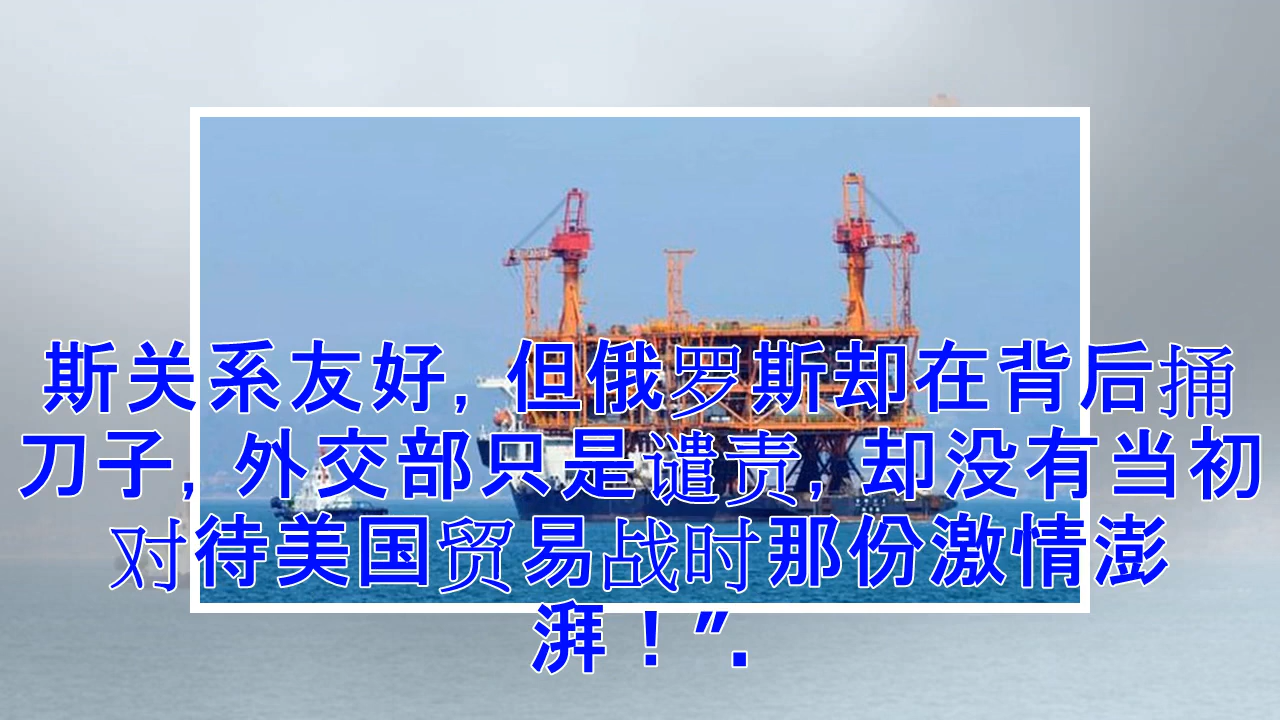 斯关系友好,但俄罗斯却在背后捅
刀子,外交部只是谴责,却没有当初
对待美国贸易战时那份激情澎
湃！”.